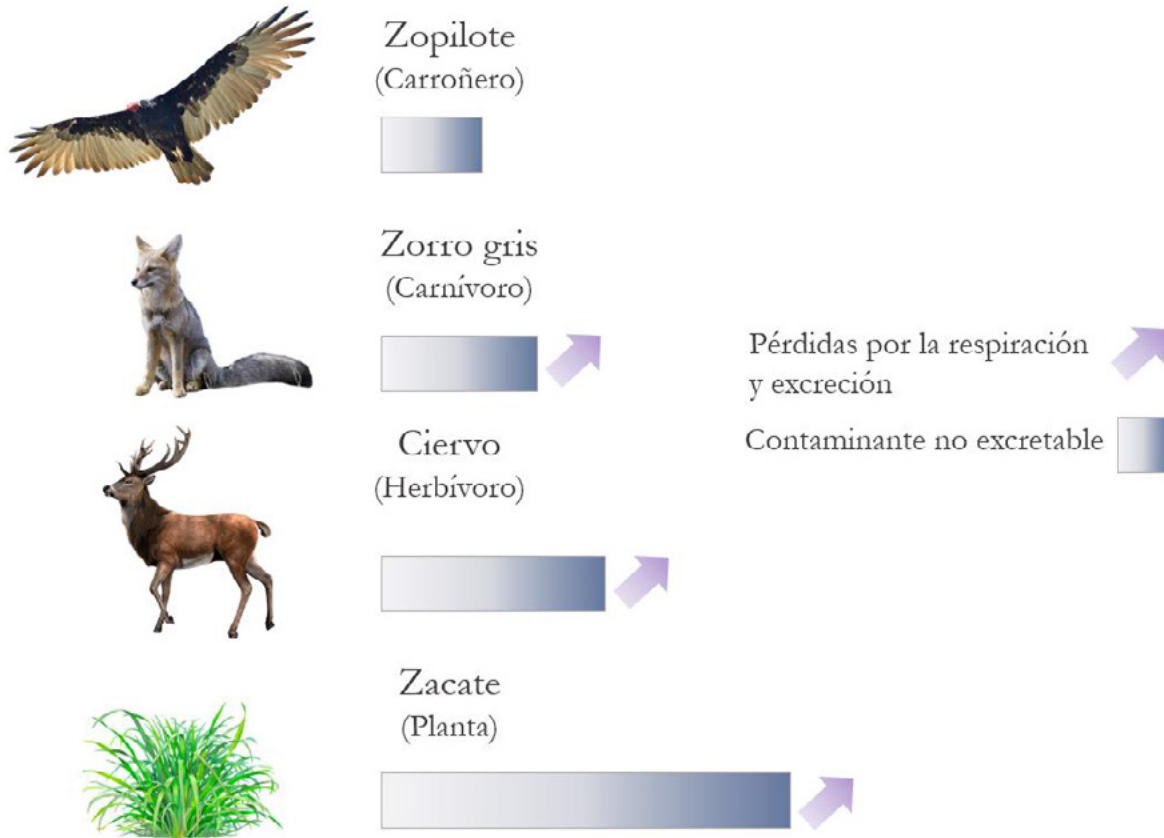 Zopilote
(Carroñero)
Zorro gris
(Carnívoro)
Pérdidas por la respiración
y excreción
Contaminante no excretable
Ciervo
(Herbívoro)
Zacate
(Planta)